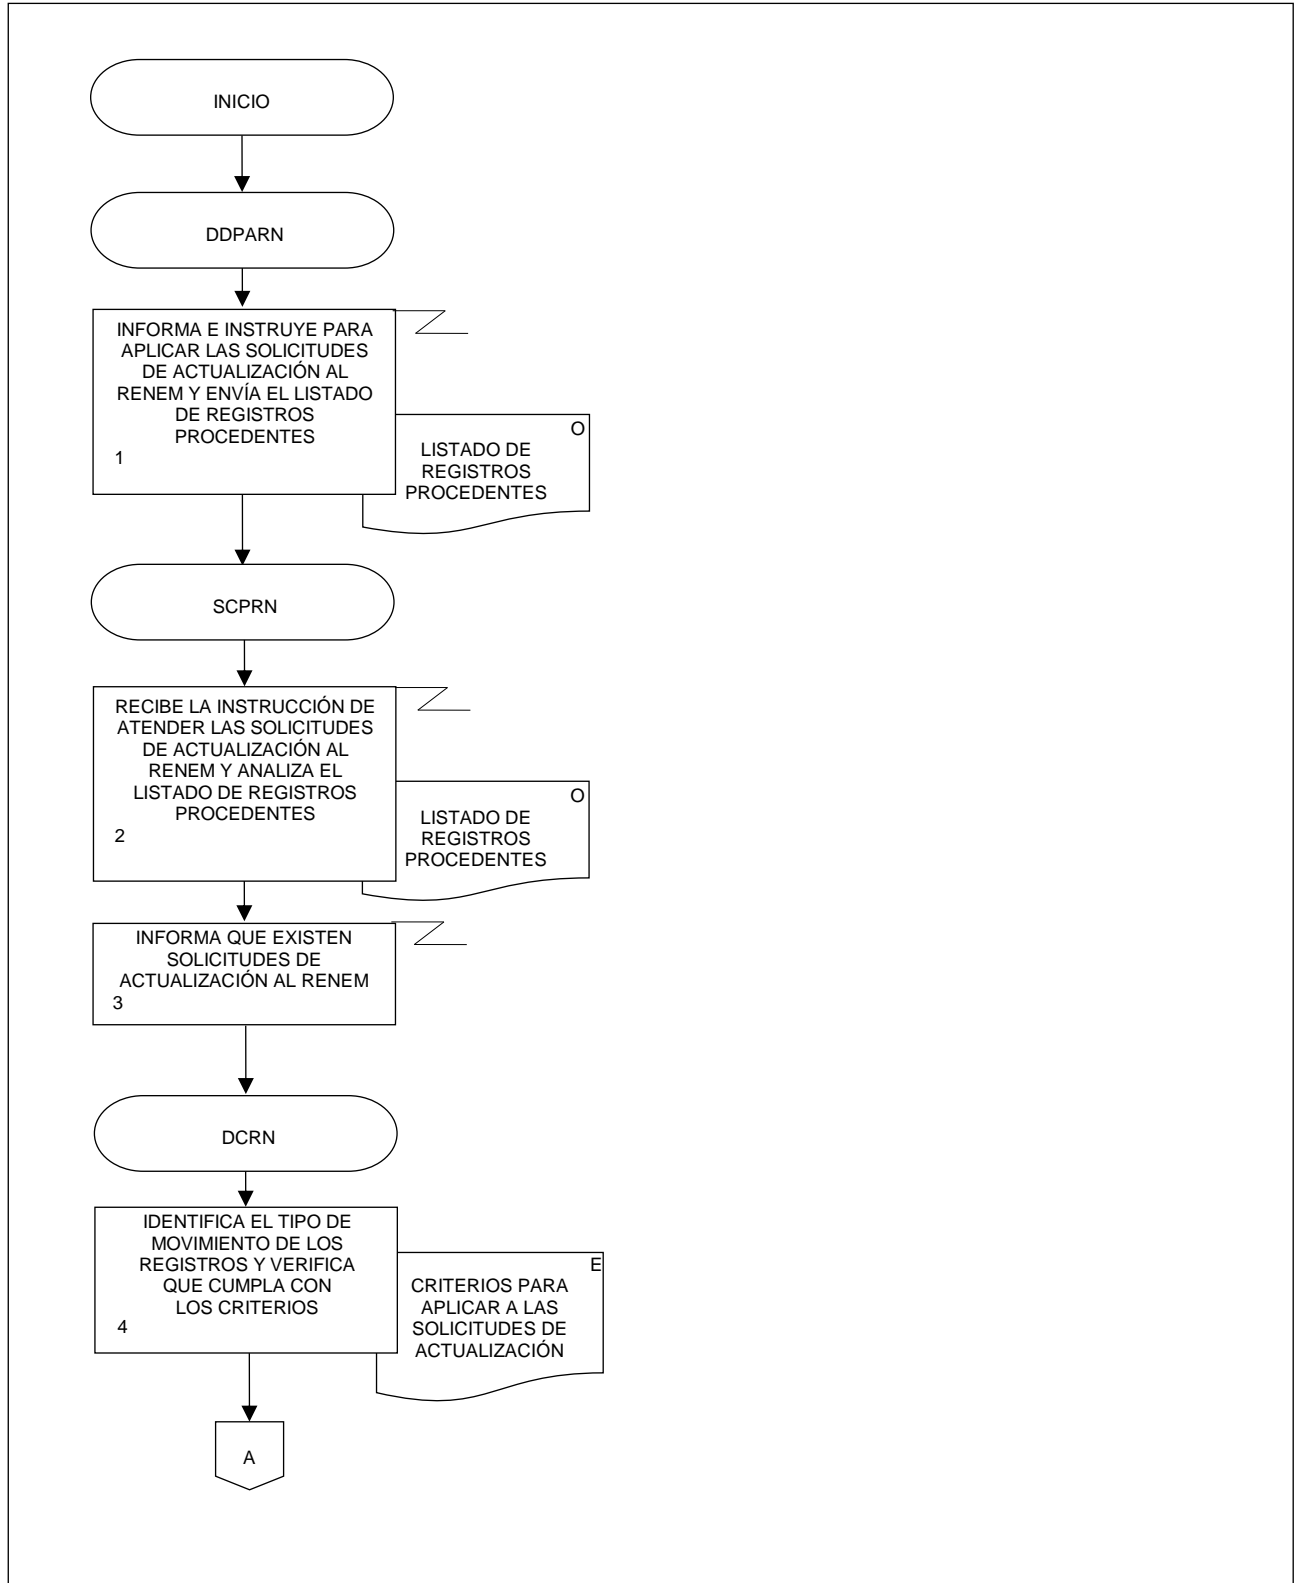 INICIO
DDPARN
INFORMA E INSTRUYE PARA
APLICAR LAS SOLICITUDES
DE ACTUALIZACIÓN AL
RENEM Y ENVÍA EL LISTADO
DE REGISTROS
PROCEDENTES
1
O
LISTADO DE
REGISTROS
PROCEDENTES
SCPRN
RECIBE LA INSTRUCCIÓN DE
ATENDER LAS SOLICITUDES
DE ACTUALIZACIÓN AL
RENEM Y ANALIZA EL
LISTADO DE REGISTROS
PROCEDENTES
2
O
LISTADO DE
REGISTROS
PROCEDENTES
INFORMA QUE EXISTEN
SOLICITUDES DE
ACTUALIZACIÓN AL RENEM
3
DCRN
IDENTIFICA EL TIPO DE
MOVIMIENTO DE LOS
REGISTROS Y VERIFICA
QUE CUMPLA CON
LOS CRITERIOS
4
E
CRITERIOS PARA
APLICAR A LAS
SOLICITUDES DE
ACTUALIZACIÓN
A